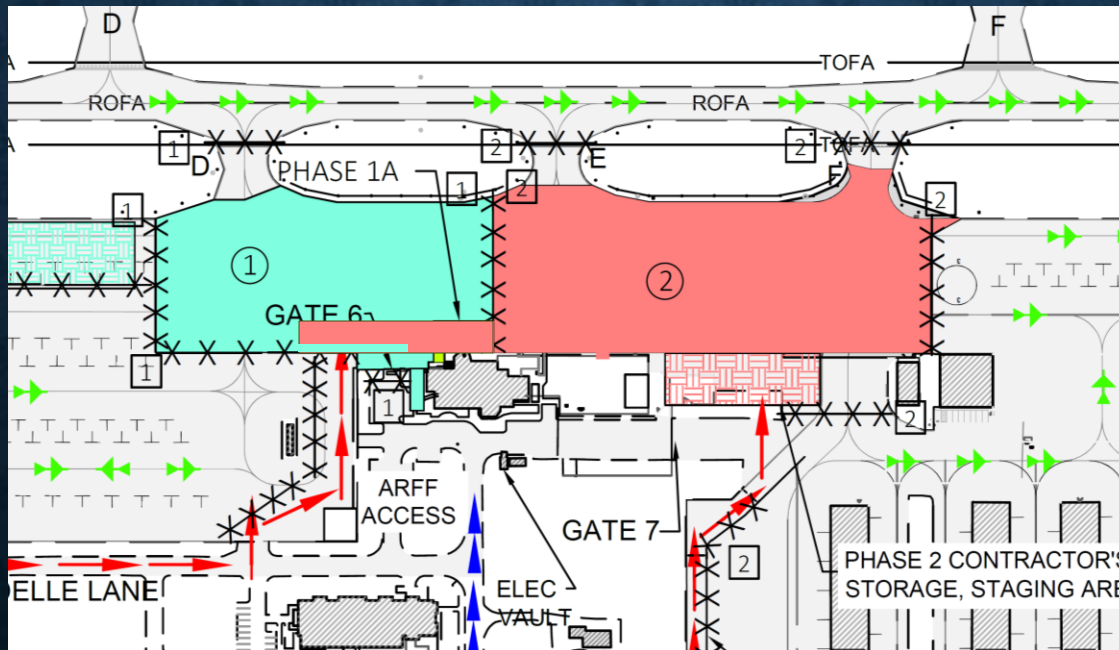 D
F
TOFA
ROFA
ROFA
1
D
2
E
2
TOFA
F
PHASE 1A
1
1
2
2
1
2
GATE 6
1
1
2
ARFF
ACCESS
GATE 7
ELEC
VAULT
2
PHASE 2 CONTRACTOR'S
STORAGE, STAGING ARE
DELLE LANE